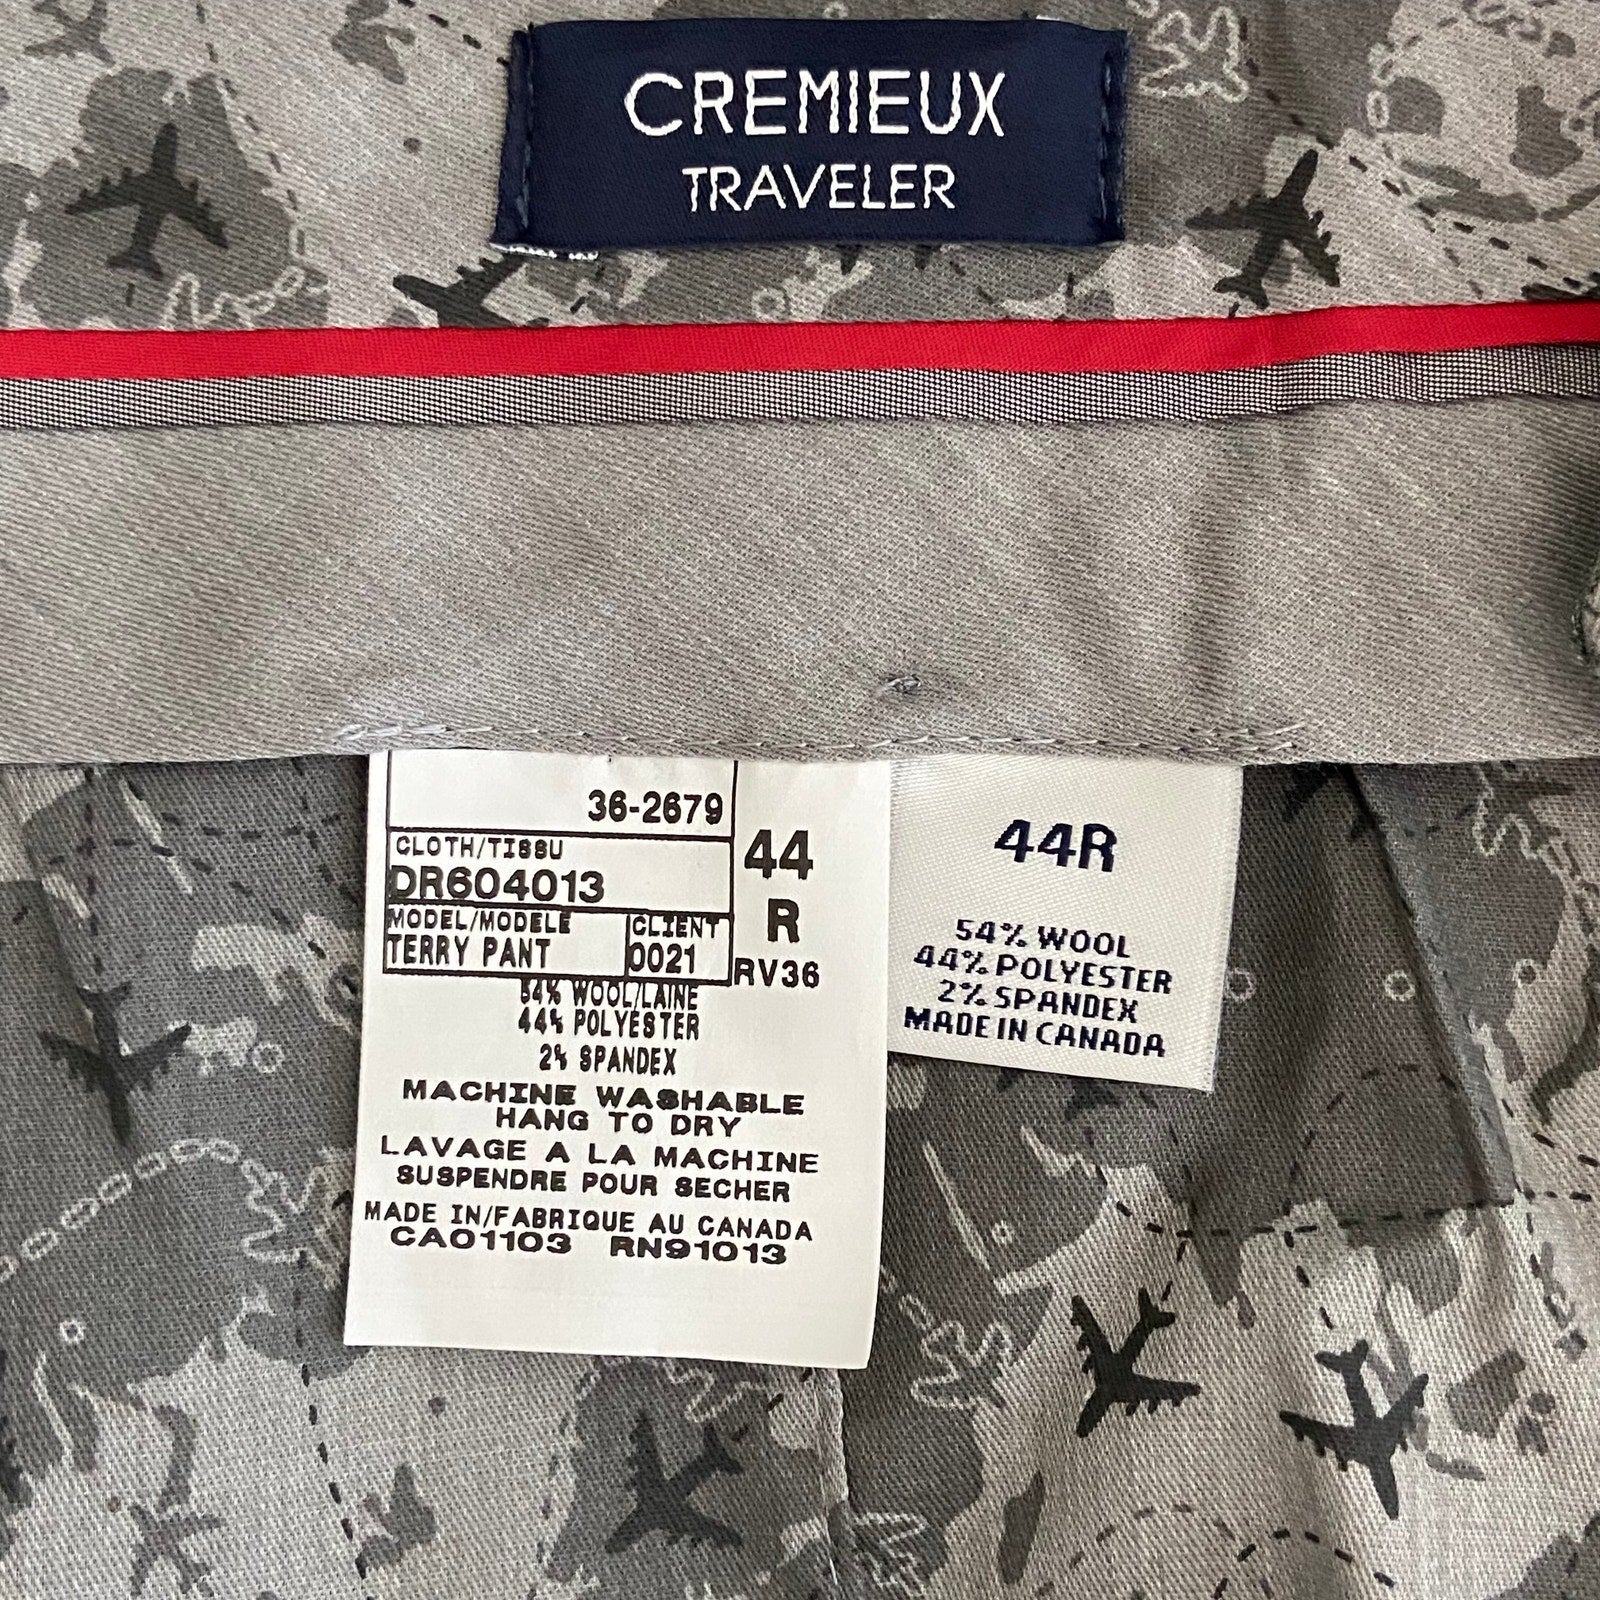 CREMIEUX
TRAVELER
36-2679
CLOTH/TISSU
DR604013
MODEL/MODELE
TERRY PANT
CLIENT
0021
44
R
RV36
54% WOOL/LAINE
44% POLYESTER
2% SPANDEX
MACHINE WASHABLE
HANG TO DRY
LAVAGE A LA MACHINE
SUSPENDRE POUR SECHER
MADE IN/FABRIQUE AU CANADA
CA01103 RN91013
44R
54% WOOL
44% POLYESTER
2% SPANDEX
MADE IN CANADA